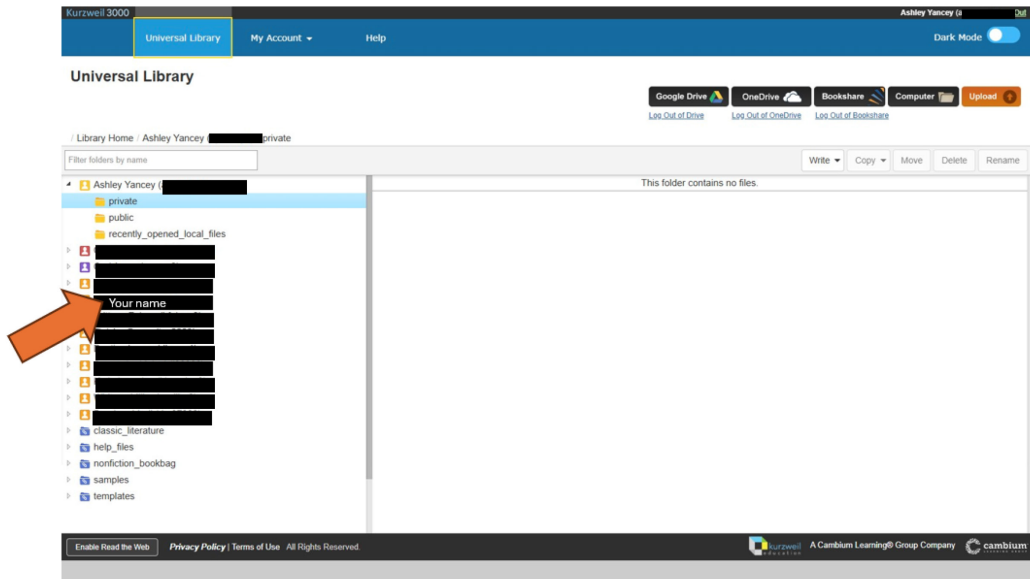 Kurzweil 3000
Ashley Yancey (
Out
Universal Library
My Account
Help
Dark Mode
Universal Library
Google Drive
OneDrive
Bookshare
Computer
Upload
Log Out of Drive
Log Out of OneDrive
Log Out of Bookshare
/ Library Home / Ashley Yancey ( private
Filter folders by name
Write
Copy
Move
Delete
Rename
Ashley Yancey (
This folder contains no files.
private
public
recently_opened_local_files
Your name
classic_literature
help_files
nonfiction_bookbag
samples
templates
Enable Read the Web
Privacy Policy | Terms of Use All Rights Reserved.
kurzweil
education
A Cambium Learning® Group Company
cambium
LEARNING GROUP